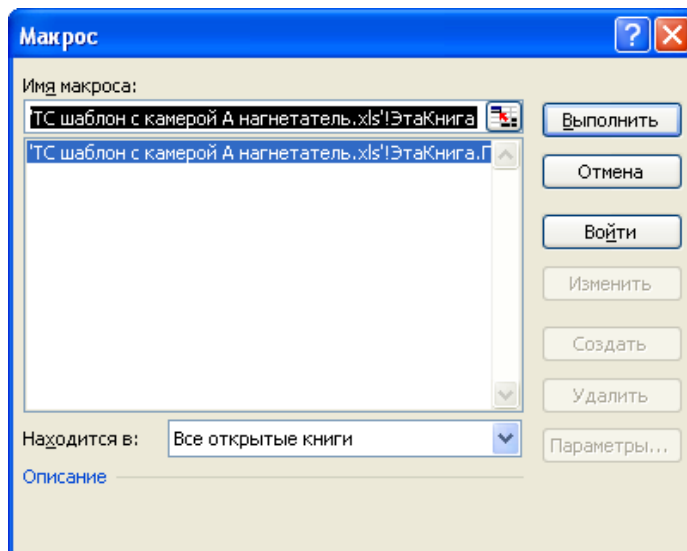 Макрос
Имя макроса:
'ТС шаблон с камерой А нагнетатель.xls'!ЭтаКнига
'ТС шаблон с камерой А нагнетатель.xls'!ЭтаКнига.Г
Выполнить
Отмена
Войти
Изменить
Создать
Удалить
Находится в:
Все открытые книги
Параметры...
Описание